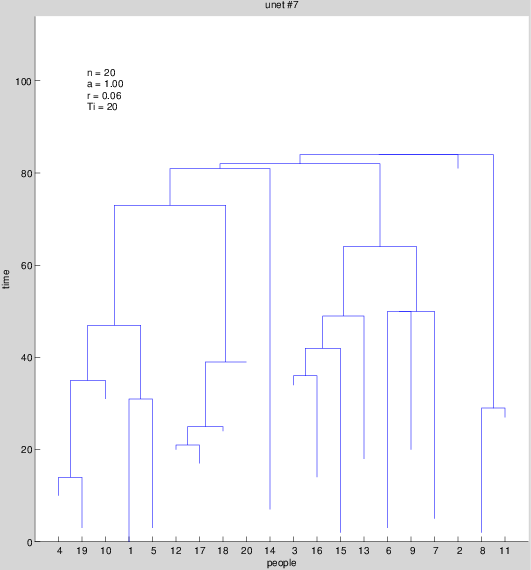 unet #7
n = 20
a = 1.00
r = 0.06
Ti = 20
100
80
60
40
20
0
time
4 19 10 1 5 12 17 18 20 14 3 16 15 13 6 9 7 2 8 11
people